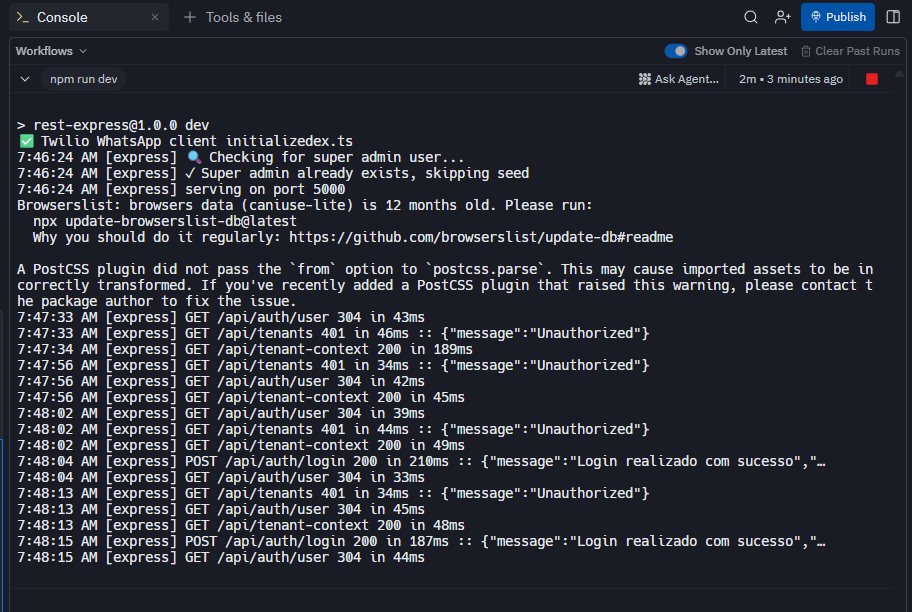 Console
Tools & files
Publish
Workflows
Show Only Latest
Clear Past Runs
npm run dev
Ask Agent...
2m • 3 minutes ago
> rest-express@1.0.0 dev
✅ Twilio WhatsApp client initializedex.ts
7:46:24 AM [express] 🔍 Checking for super admin user...
7:46:24 AM [express] ✓ Super admin already exists, skipping seed
7:46:24 AM [express] serving on port 5000
Browserslist: browsers data (caniuse-lite) is 12 months old. Please run:
npx update-browserslist-db@latest
Why you should do it regularly: https://github.com/browserslist/update-db#readme
A PostCSS plugin did not pass the `from` option to `postcss.parse`. This may cause imported assets to be in
correctly transformed. If you've recently added a PostCSS plugin that raised this warning, please contact t
he package author to fix the issue.
7:47:33 AM [express] GET /api/auth/user 304 in 43ms
7:47:33 AM [express] GET /api/tenants 401 in 46ms :: {"message":"Unauthorized"}
7:47:34 AM [express] GET /api/tenant-context 200 in 189ms
7:47:56 AM [express] GET /api/tenants 401 in 34ms :: {"message":"Unauthorized"}
7:47:56 AM [express] GET /api/auth/user 304 in 42ms
7:47:56 AM [express] GET /api/tenant-context 200 in 45ms
7:48:02 AM [express] GET /api/auth/user 304 in 39ms
7:48:02 AM [express] GET /api/tenants 401 in 44ms :: {"message":"Unauthorized"}
7:48:02 AM [express] GET /api/tenant-context 200 in 49ms
7:48:04 AM [express] POST /api/auth/login 200 in 210ms :: {"message":"Login realizado com sucesso","…
7:48:04 AM [express] GET /api/auth/user 304 in 33ms
7:48:13 AM [express] GET /api/tenants 401 in 34ms :: {"message":"Unauthorized"}
7:48:13 AM [express] GET /api/auth/user 304 in 45ms
7:48:13 AM [express] GET /api/tenant-context 200 in 48ms
7:48:15 AM [express] POST /api/auth/login 200 in 187ms :: {"message":"Login realizado com sucesso","…
7:48:15 AM [express] GET /api/auth/user 304 in 44ms